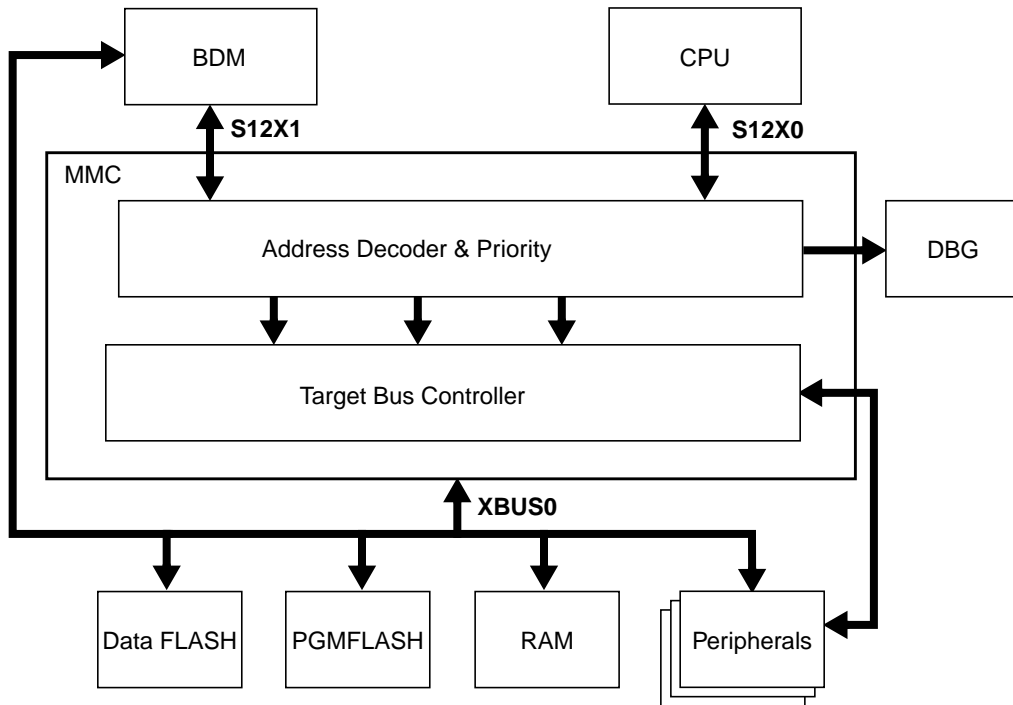 BDM
CPU
S12X1
S12X0
MMC
Address Decoder & Priority
DBG
Target Bus Controller
XBUS0
Data FLASH
PGMFLASH
RAM
Peripherals